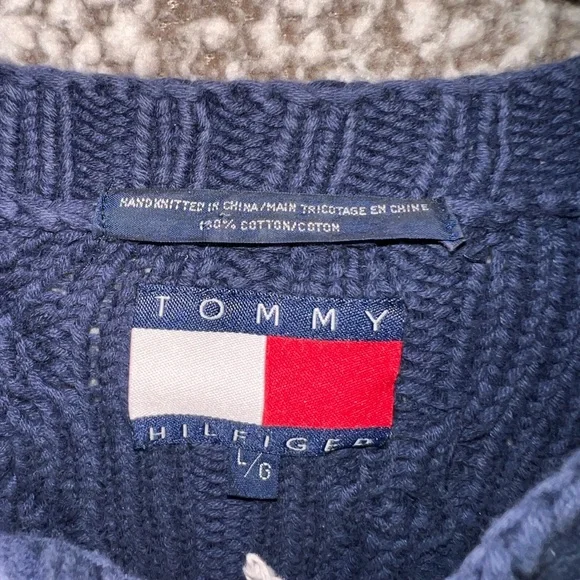 HAND KNITTED IN CHINA/MAIN TRICOTAGE EN CHINE
100% COTTON/COTON
TOMMY
HILFIGER
L/G